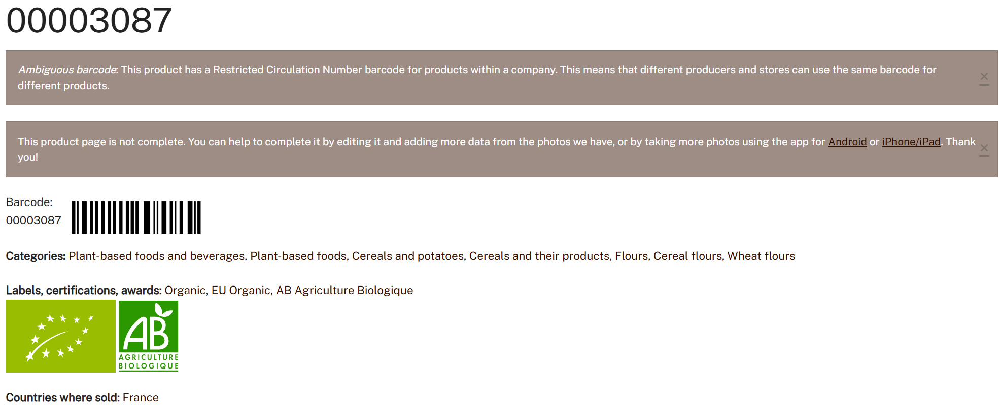 00003087
Ambiguous barcode: This product has a Restricted Circulation Number barcode for products within a company. This means that different producers and stores can use the same barcode for
different products.
×
This product page is not complete. You can help to complete it by editing it and adding more data from the photos we have, or by taking more photos using the app for Android or iPhone/iPad. Thank
you!
×
Barcode:
00003087
Categories: Plant-based foods and beverages, Plant-based foods, Cereals and potatoes, Cereals and their products, Flours, Cereal flours, Wheat flours
Labels, certifications, awards: Organic, EU Organic, AB Agriculture Biologique
AB
AGRICULTURE
BIOLOGIQUE
Countries where sold: France